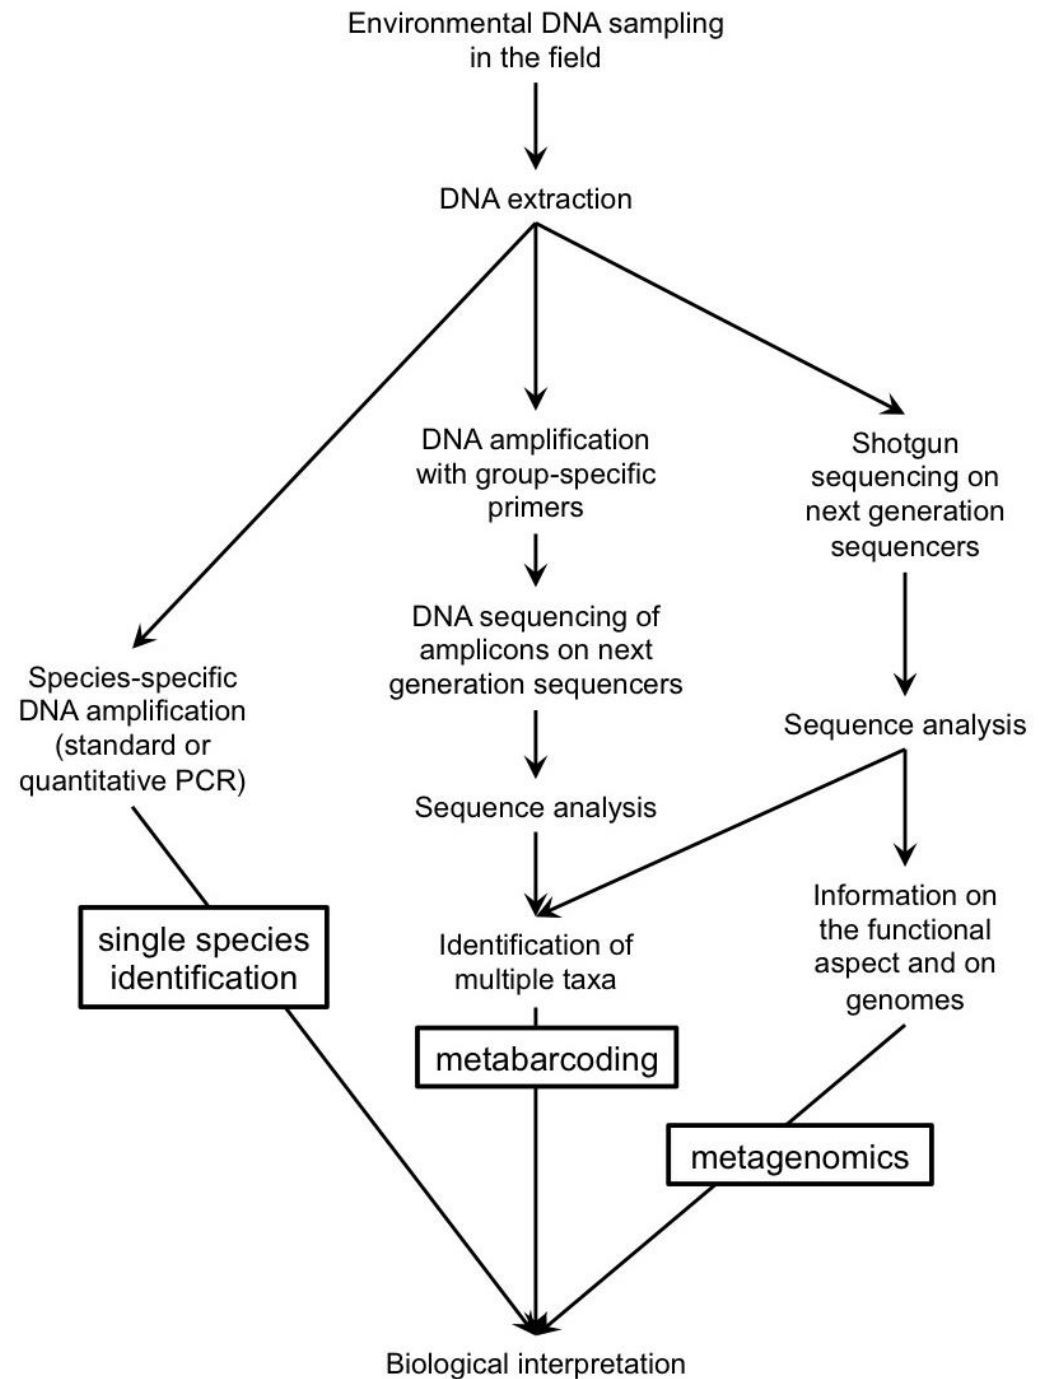 Environmental DNA sampling
in the field
DNA extraction
DNA amplification
with group-specific
primers
Shotgun
sequencing on
next generation
sequencers
DNA sequencing of
amplicons on next
generation sequencers
Species-specific
DNA amplification
(standard or
quantitative PCR)
Sequence analysis
Sequence analysis
Information on
the functional
aspect and on
genomes
single species
identification
Identification of
multiple taxa
metabarcoding
metagenomics
Biological interpretation